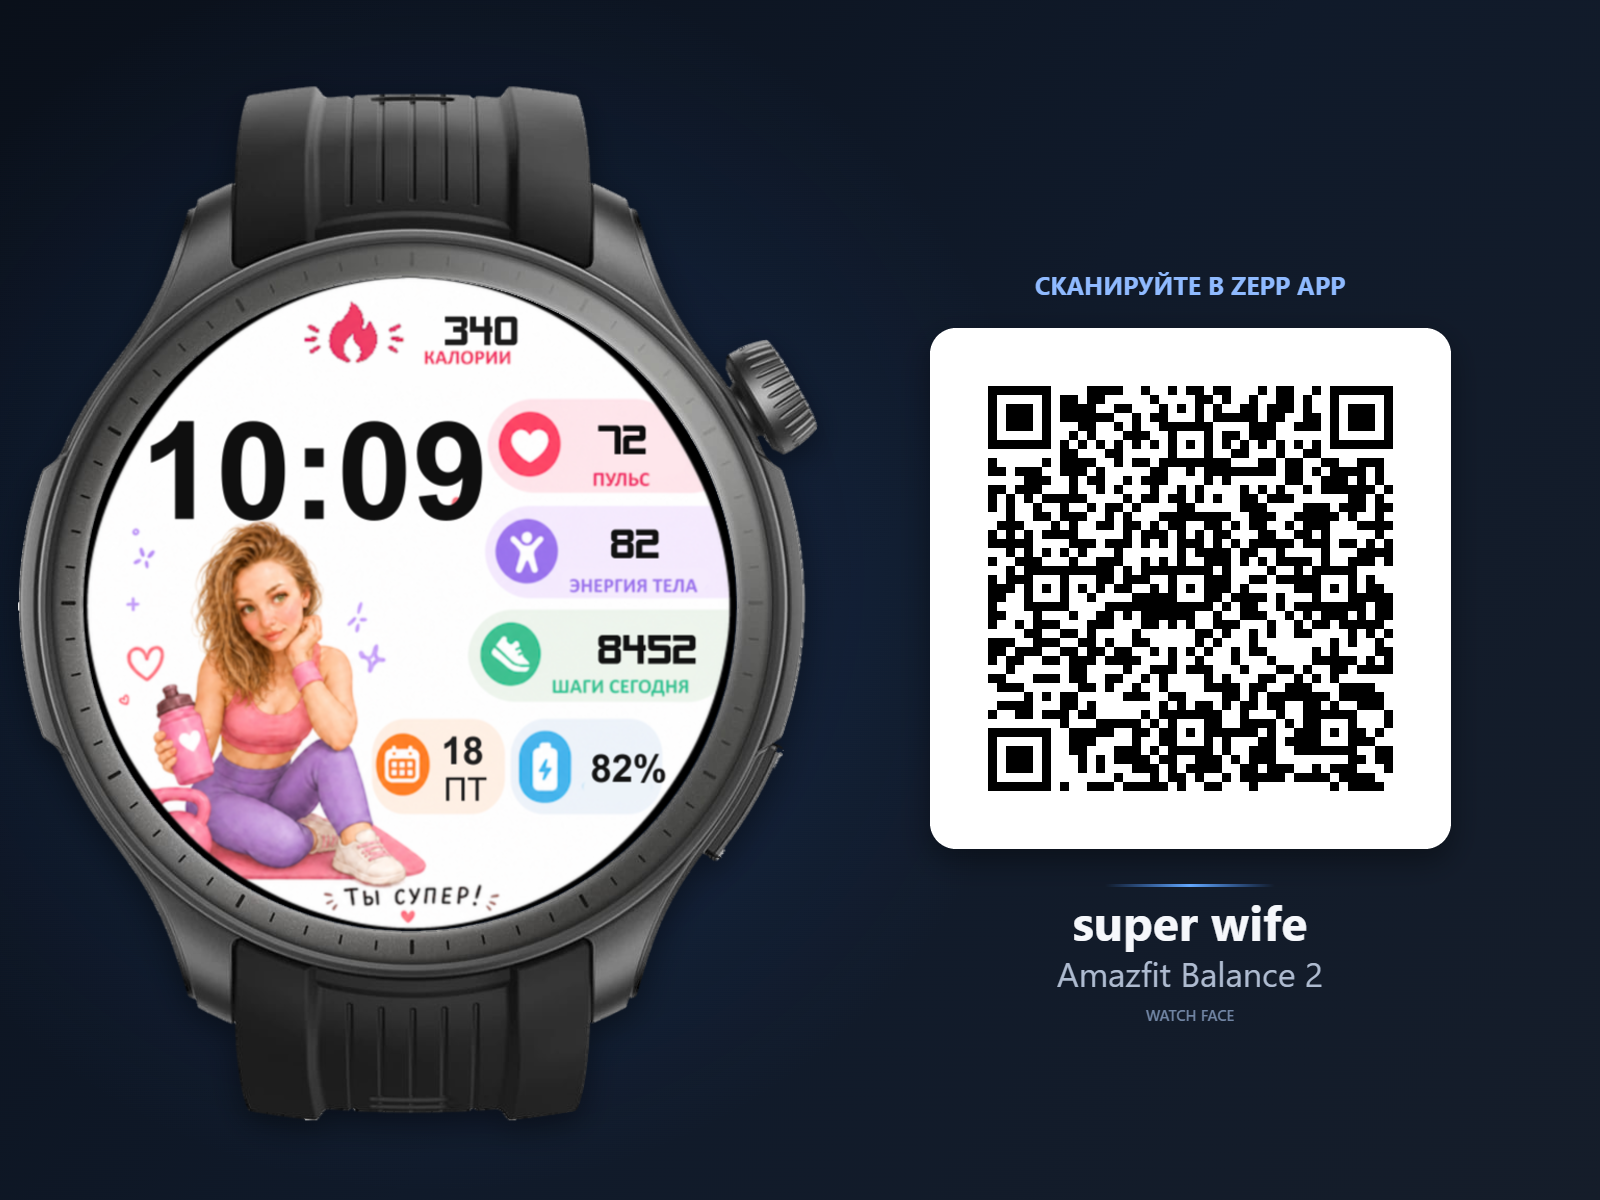 340
КАЛОРИИ
10:09
72
ПУЛЬС
82
ЭНЕРГИЯ ТЕЛА
8452
ШАГИ СЕГОДНЯ
18
ПТ
82%
ТЫ СУПЕР!
СКАНИРУЙТЕ В ZEPP APP
super wife
Amazfit Balance 2
WATCH FACE